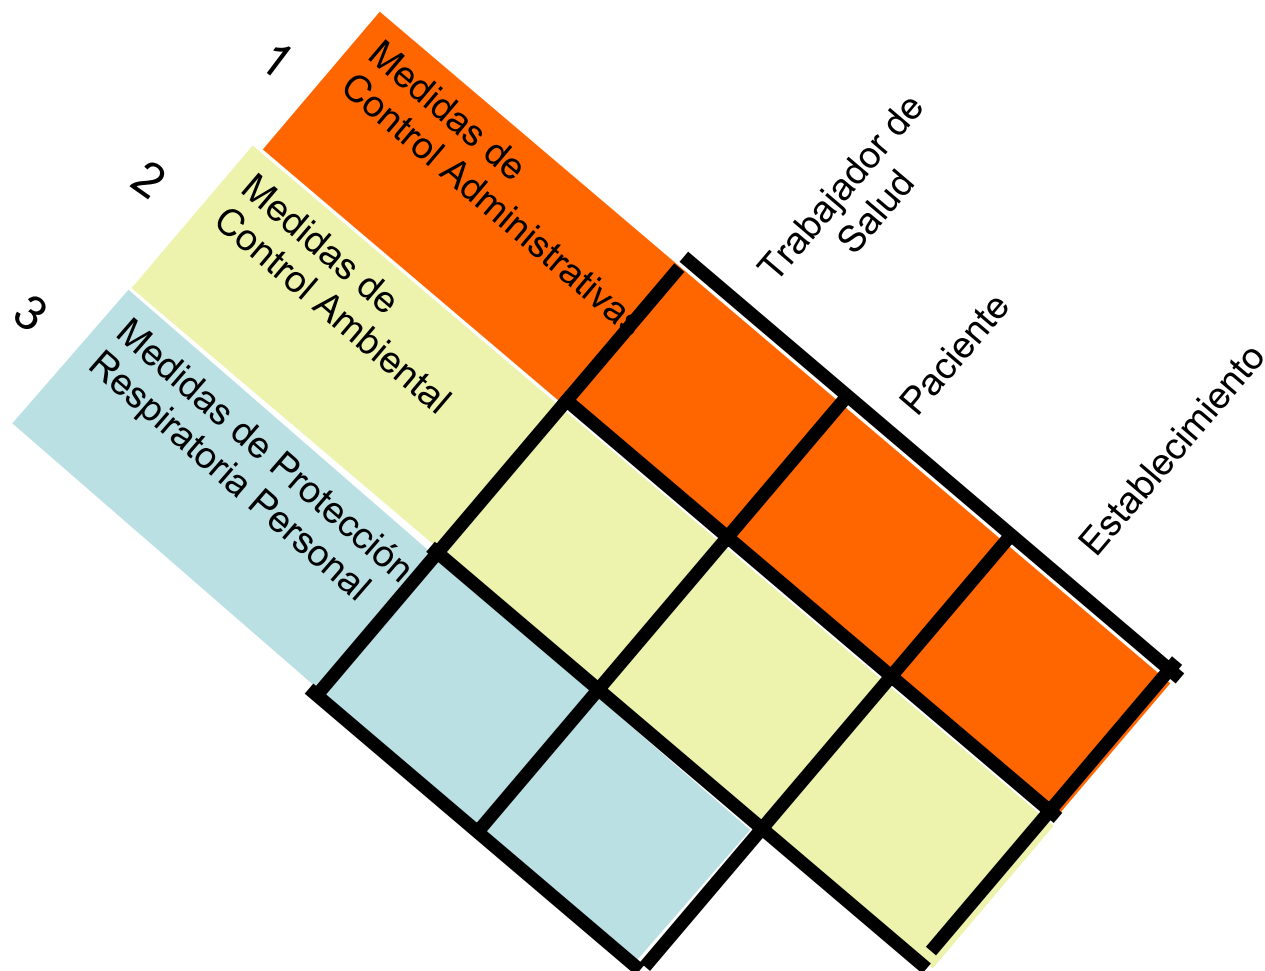 1
Medidas de
Control Administrativas
2
Medidas de
Control Ambiental
3
Medidas de Protección
Respiratoria Personal
Trabajador de
Salud
Paciente
Establecimiento